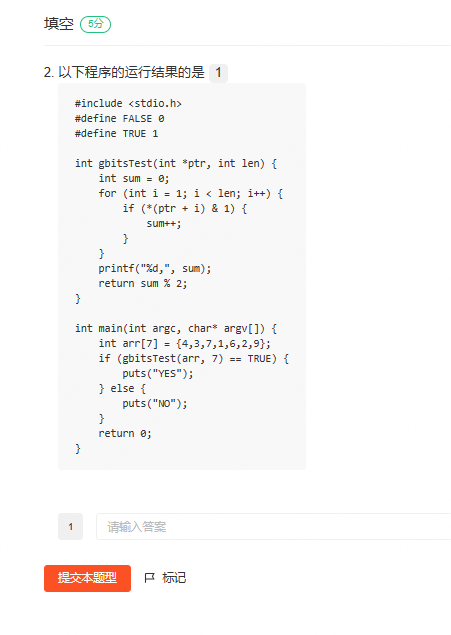 填空 5分
2. 以下程序的运行结果的是 1
#include <stdio.h>
#define FALSE 0
#define TRUE 1
int gbitsTest(int *ptr, int len) {
    int sum = 0;
    for (int i = 1; i < len; i++) {
        if (*(ptr + i) & 1) {
            sum++;
        }
    }
    printf("%d,", sum);
    return sum % 2;
}
int main(int argc, char* argv[]) {
    int arr[7] = {4,3,7,1,6,2,9};
    if (gbitsTest(arr, 7) == TRUE) {
        puts("YES");
    } else {
        puts("NO");
    }
    return 0;
}
1 请输入答案
提交本题型 标记